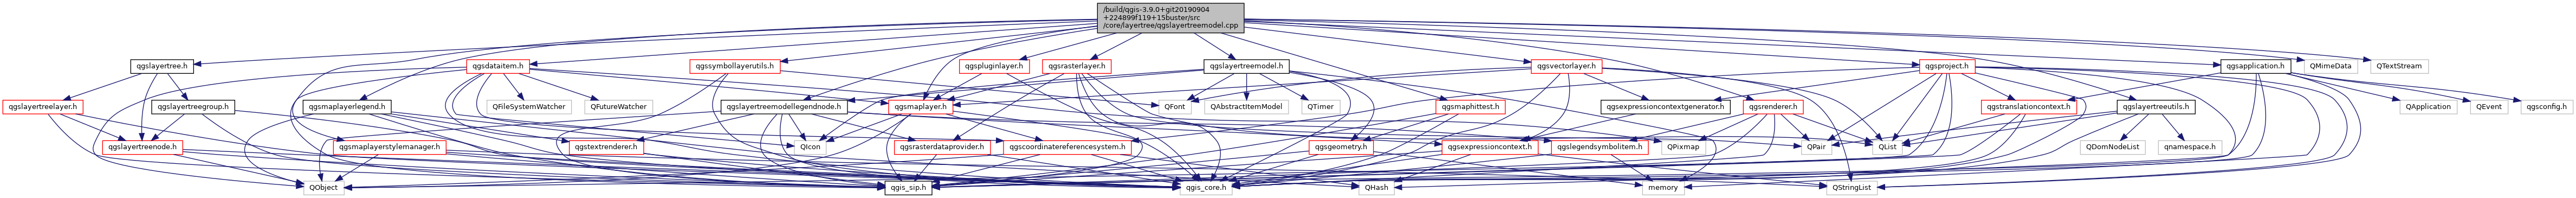 /build/qgis-3.9.0+git20190904
+224899f119+15buster/src
/core/layertree/qgslayertreemodel.cpp
qgslayertree.h
qgsdataitem.h
qgssymbollayerutils.h
qgspluginlayer.h
qgsrasterlayer.h
qgslayertreemodel.h
qgsvectorlayer.h
qgsproject.h
qgsapplication.h
QMimeData
QTextStream
qgslayertreelayer.h
qgslayertreegroup.h
qgsmaplayerlegend.h
QFileSystemWatcher
QFutureWatcher
qgslayertreemodellegendnode.h
qgsmaplayer.h
QFont
QAbstractItemModel
QTimer
qgsmaphittest.h
qgsexpressioncontextgenerator.h
qgsrenderer.h
qgstranslationcontext.h
qgslayertreeutils.h
QApplication
QEvent
qgsconfig.h
qgslayertreenode.h
qgsmaplayerstylemanager.h
qgstextrenderer.h
QIcon
qgsrasterdataprovider.h
qgscoordinatereferencesystem.h
qgsgeometry.h
qgsexpressioncontext.h
qgslegendsymbolitem.h
QPixmap
QPair
QList
QDomNodeList
qnamespace.h
QObject
qgis_sip.h
qgis_core.h
QHash
memory
QStringList